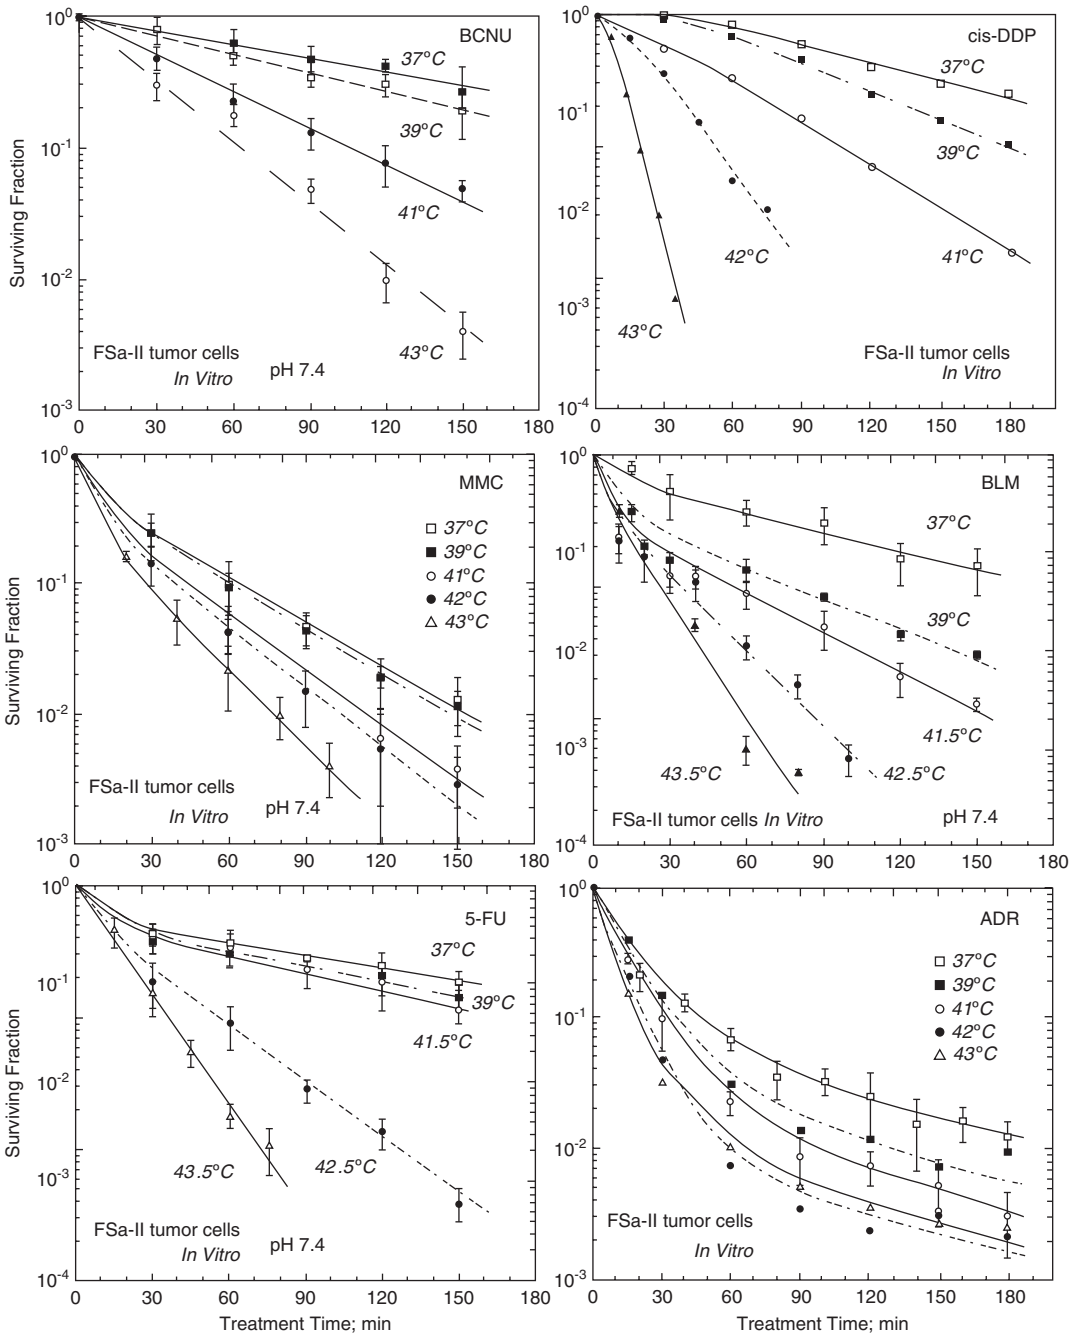 10⁰
BCNU
37°C
39°C
10⁻¹
41°C
10⁻²
43°C
FSa-II tumor cells
In Vitro
pH 7.4
10⁻³
0 30 60 90 120 150 180
Surviving Fraction
10⁰
cis-DDP
37°C
10⁻¹
39°C
10⁻²
42°C
41°C
10⁻³
43°C
FSa-II tumor cells
In Vitro
10⁻⁴
0 30 60 90 120 150 180
10⁰
MMC
37°C
39°C
41°C
42°C
43°C
10⁻¹
10⁻²
FSa-II tumor cells
In Vitro
pH 7.4
10⁻³
0 30 60 90 120 150 180
Surviving Fraction
10⁰
BLM
37°C
10⁻¹
39°C
10⁻²
41.5°C
10⁻³
43.5°C
42.5°C
FSa-II tumor cells In Vitro
pH 7.4
10⁻⁴
0 30 60 90 120 150 180
10⁰
5-FU
37°C
10⁻¹
39°C
41.5°C
10⁻²
10⁻³
43.5°C
42.5°C
FSa-II tumor cells
In Vitro
pH 7.4
10⁻⁴
0 30 60 90 120 150 180
Surviving Fraction
Treatment Time; min
10⁰
ADR
37°C
39°C
41°C
42°C
43°C
10⁻¹
10⁻²
FSa-II tumor cells
In Vitro
10⁻³
0 30 60 90 120 150 180
Treatment Time; min